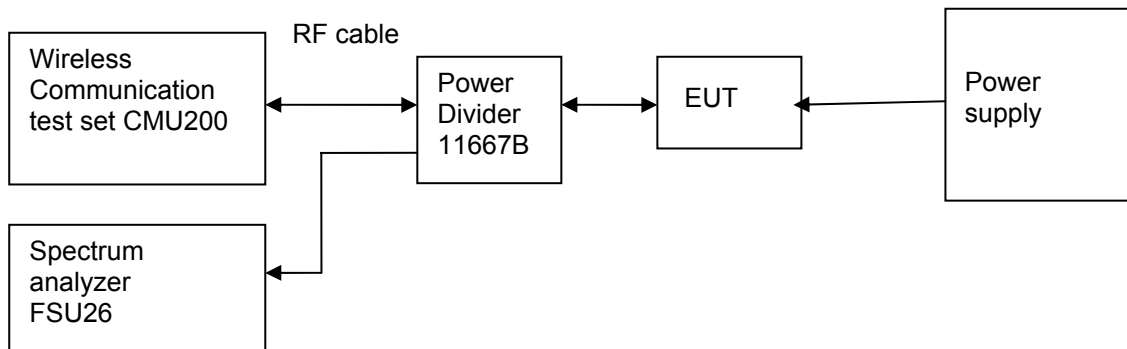 Wireless
Communication
test set CMU200
RF cable
Power
Divider
11667B
EUT
Power
supply
Spectrum
analyzer
FSU26